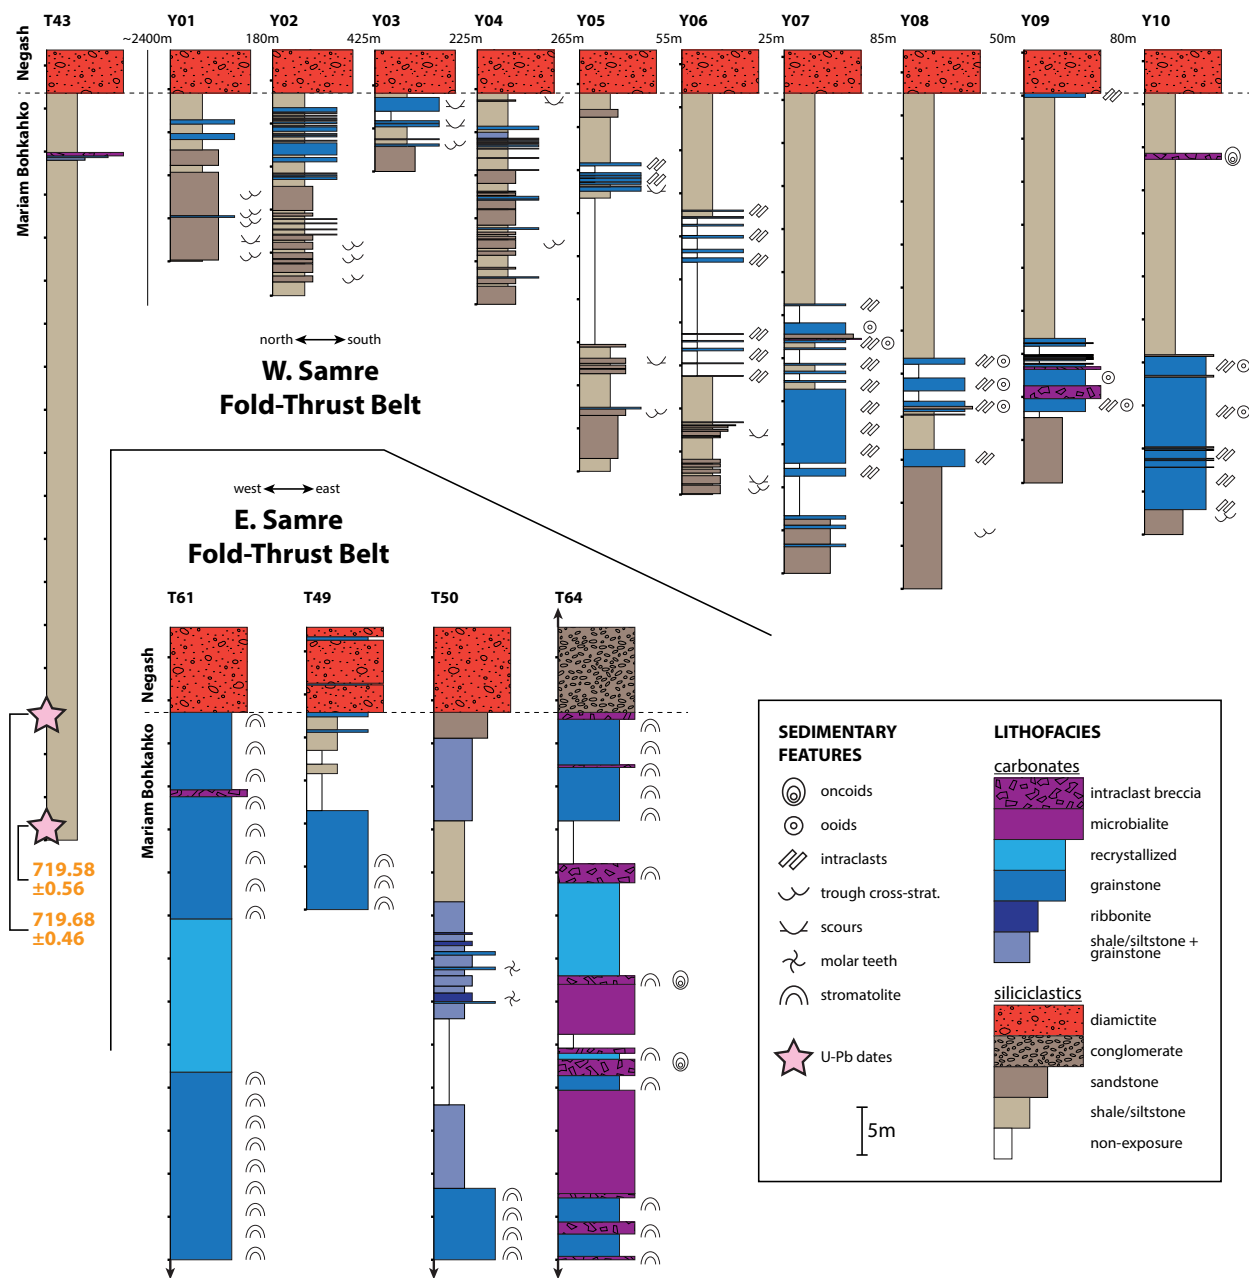 T43 Y01 Y02 Y03 Y04 Y05 Y06 Y07 Y08 Y09 Y10
~2400m 180m 425m 225m 265m 55m 25m 85m 50m 80m
Negash
Mariam Bohkahko
north south
W. Samre
Fold-Thrust Belt
west east
E. Samre
Fold-Thrust Belt
T61 T49 T50 T64
Negash
Mariam Bohkahko
719.58
±0.56
719.68
±0.46
SEDIMENTARY
FEATURES
oncoids
ooids
intraclasts
trough cross-strat.
scours
molar teeth
stromatolite
U-Pb dates
5m
LITHOFACIES
carbonates
intraclast breccia
microbialite
recrystallized
grainstone
ribbonite
shale/siltstone +
grainstone
siliciclastics
diamictite
conglomerate
sandstone
shale/siltstone
non-exposure